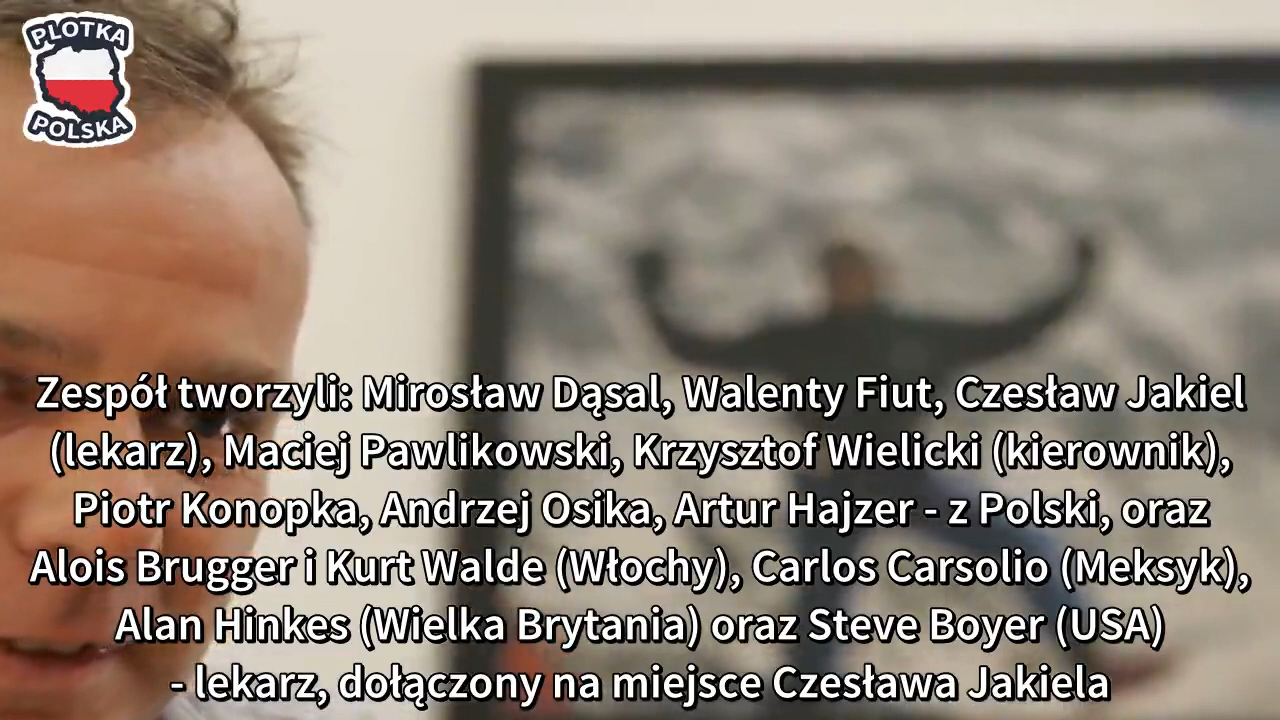 PLOTKA
POLSKA
Zespół tworzyli: Mirosław Dąsal, Walenty Fiut, Czesław Jakiel
(lekarz), Maciej Pawlikowski, Krzysztof Wielicki (kierownik),
Piotr Konopka, Andrzej Osika, Artur Hajzer - z Polski, oraz
Alois Brugger i Kurt Walde (Włochy), Carlos Carsolio (Meksyk),
Alan Hinkes (Wielka Brytania) oraz Steve Boyer (USA)
- lekarz, dołączony na miejsce Czesława Jakiela